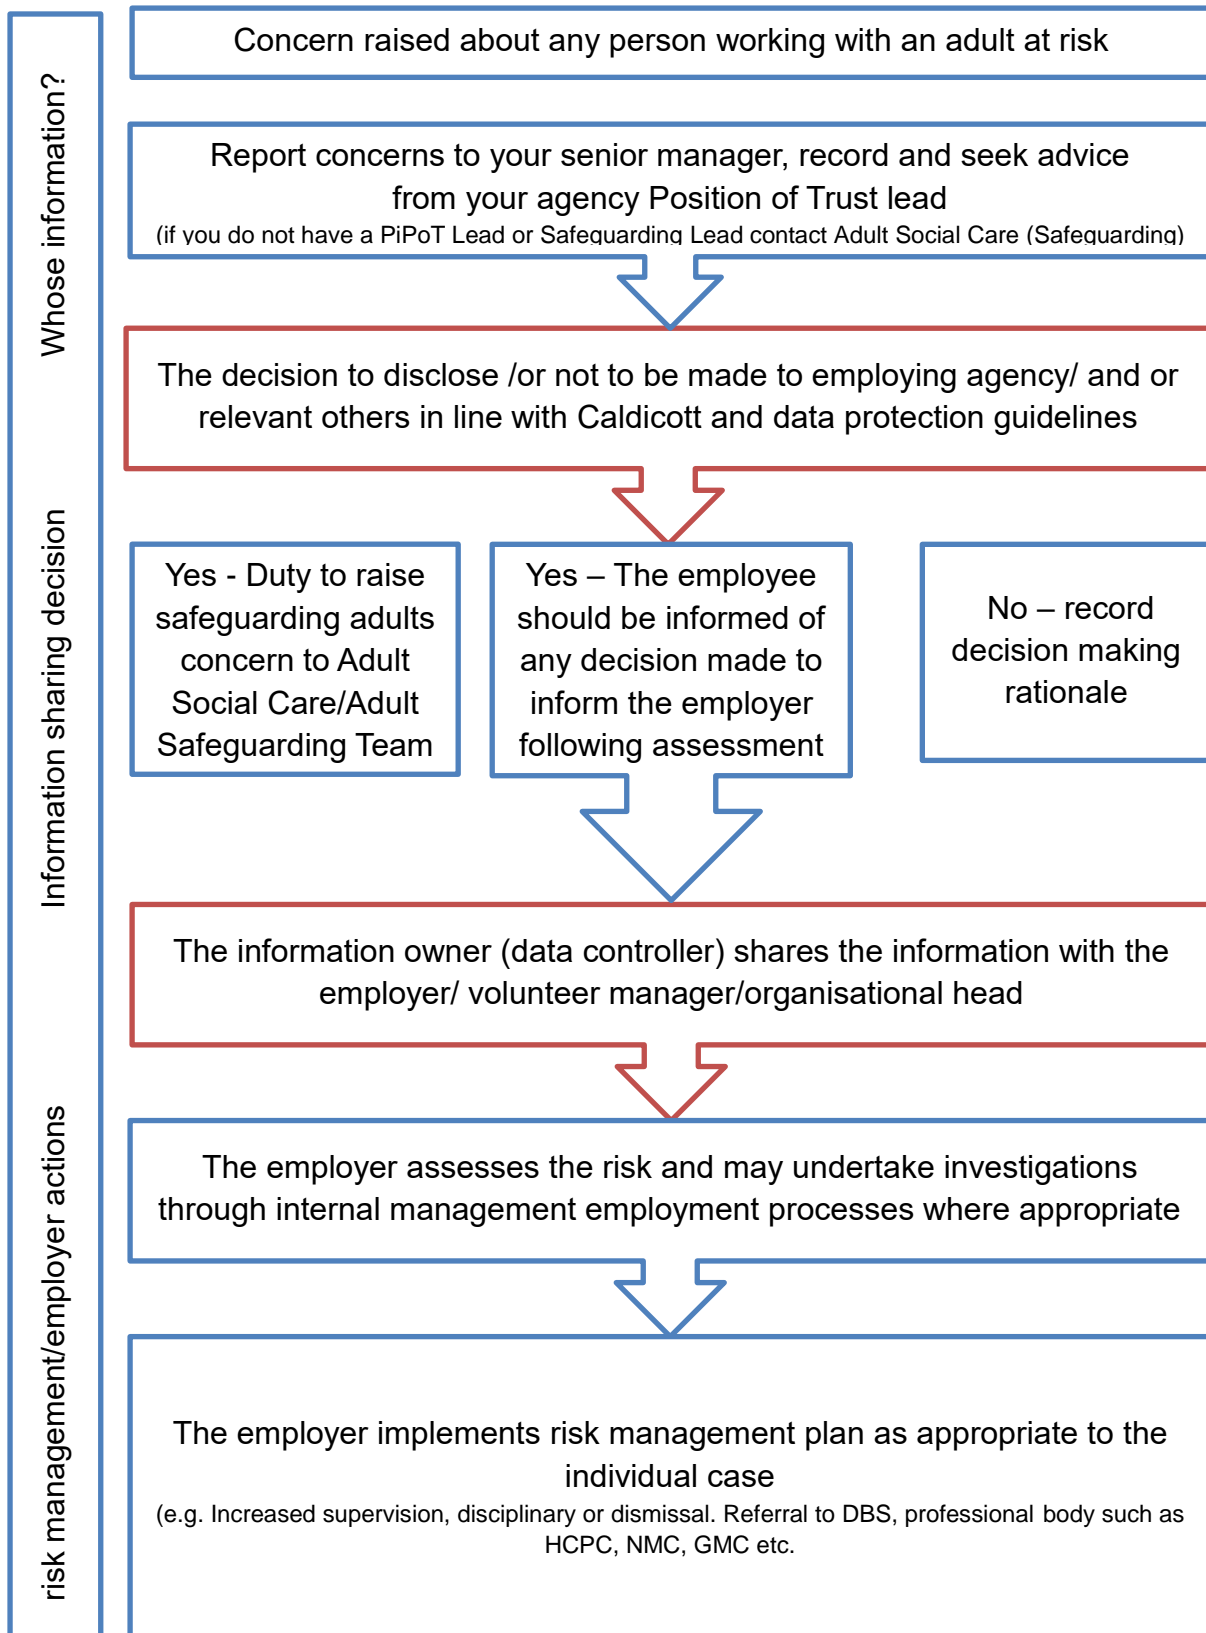 Concern raised about any person working with an adult at risk
Whose information?
Report concerns to your senior manager, record and seek advice
from your agency Position of Trust lead
(if you do not have a PiPoT Lead or Safeguarding Lead contact Adult Social Care (Safeguarding)
The decision to disclose /or not to be made to employing agency/ and or
relevant others in line with Caldicott and data protection guidelines
Information sharing decision
Yes - Duty to raise
safeguarding adults
concern to Adult
Social Care/Adult
Safeguarding Team
Yes – The employee
should be informed of
any decision made to
inform the employer
following assessment
No – record
decision making
rationale
The information owner (data controller) shares the information with the
employer/ volunteer manager/organisational head
risk management/employer actions
The employer assesses the risk and may undertake investigations
through internal management employment processes where appropriate
The employer implements risk management plan as appropriate to the
individual case
(e.g. Increased supervision, disciplinary or dismissal. Referral to DBS, professional body such as
HCPC, NMC, GMC etc.